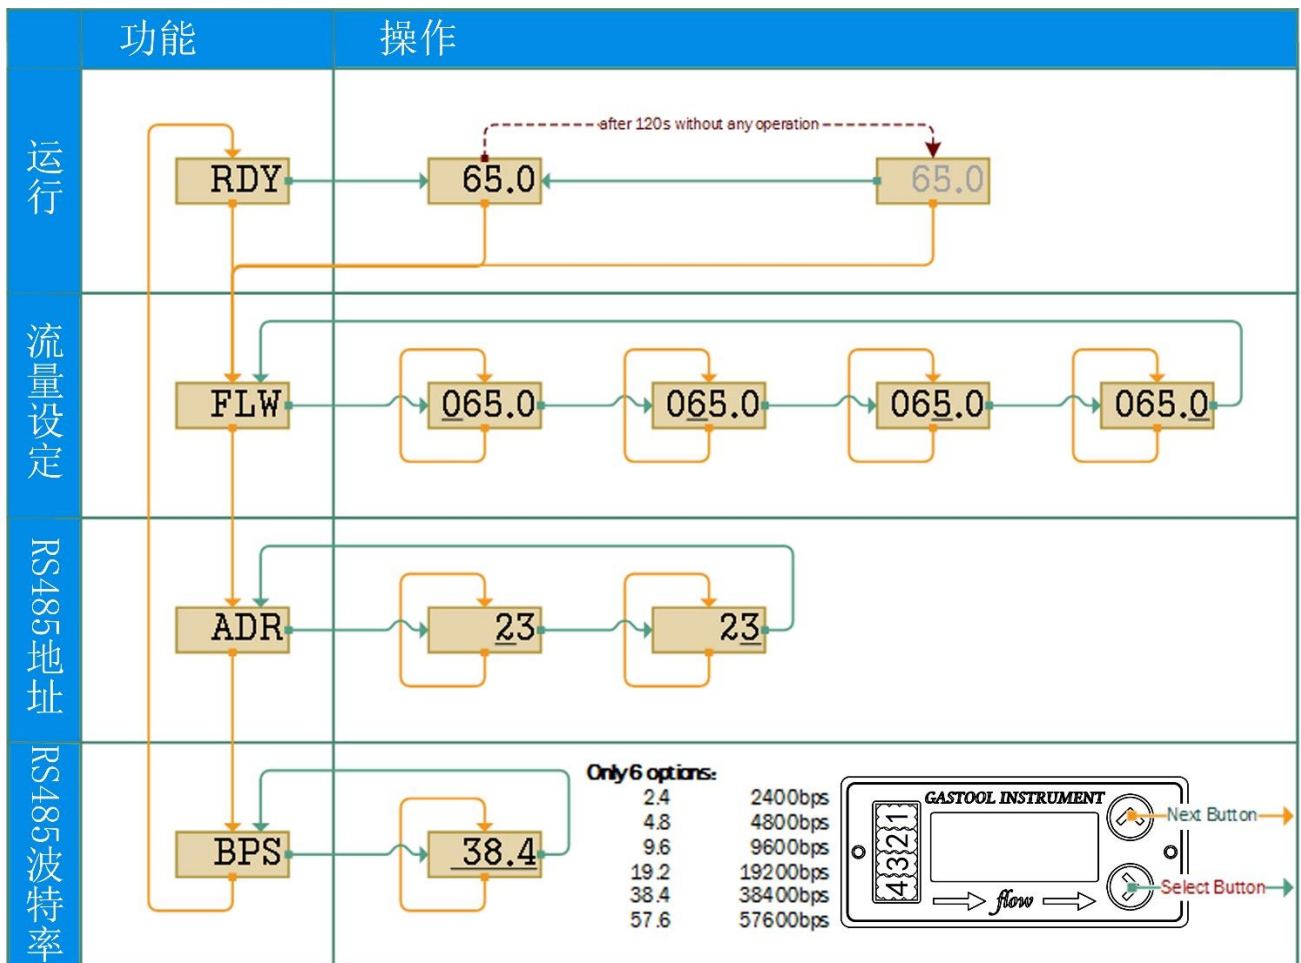 功能
操作
运行
after 120s without any operation
RDY
65.0
65.0
流量设定
FLW
065.0
065.0
065.0
065.0
RS485地址
ADR
23
23
RS485波特率
BPS
38.4
Only 6 options:
2.4 2400bps
4.8 4800bps
9.6 9600bps
19.2 19200bps
38.4 38400bps
57.6 57600bps
GASTOOL INSTRUMENT
4 3 2 1
flow
Next Button
Select Button